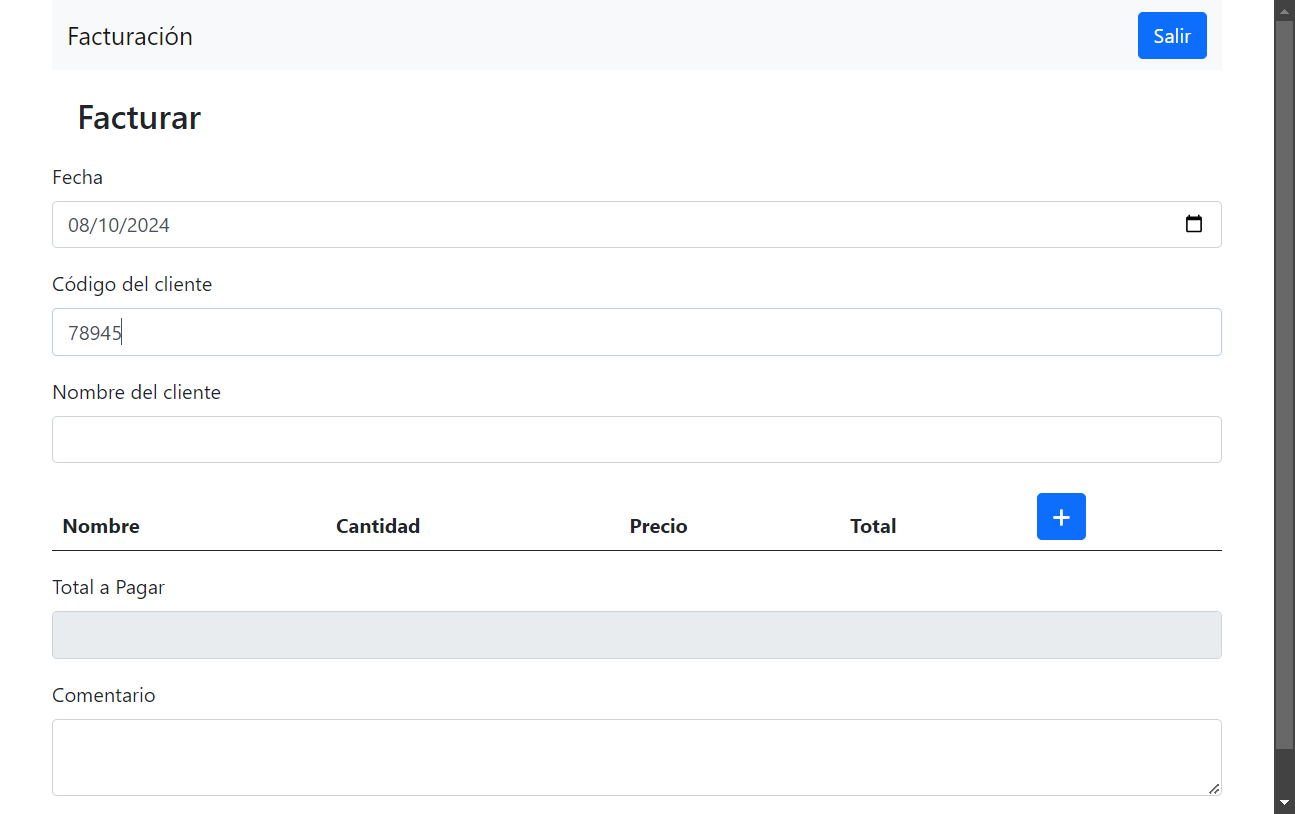 Facturación
Salir
Facturar
Fecha
08/10/2024
Código del cliente
78945
Nombre del cliente
Nombre Cantidad Precio Total +
Total a Pagar
Comentario